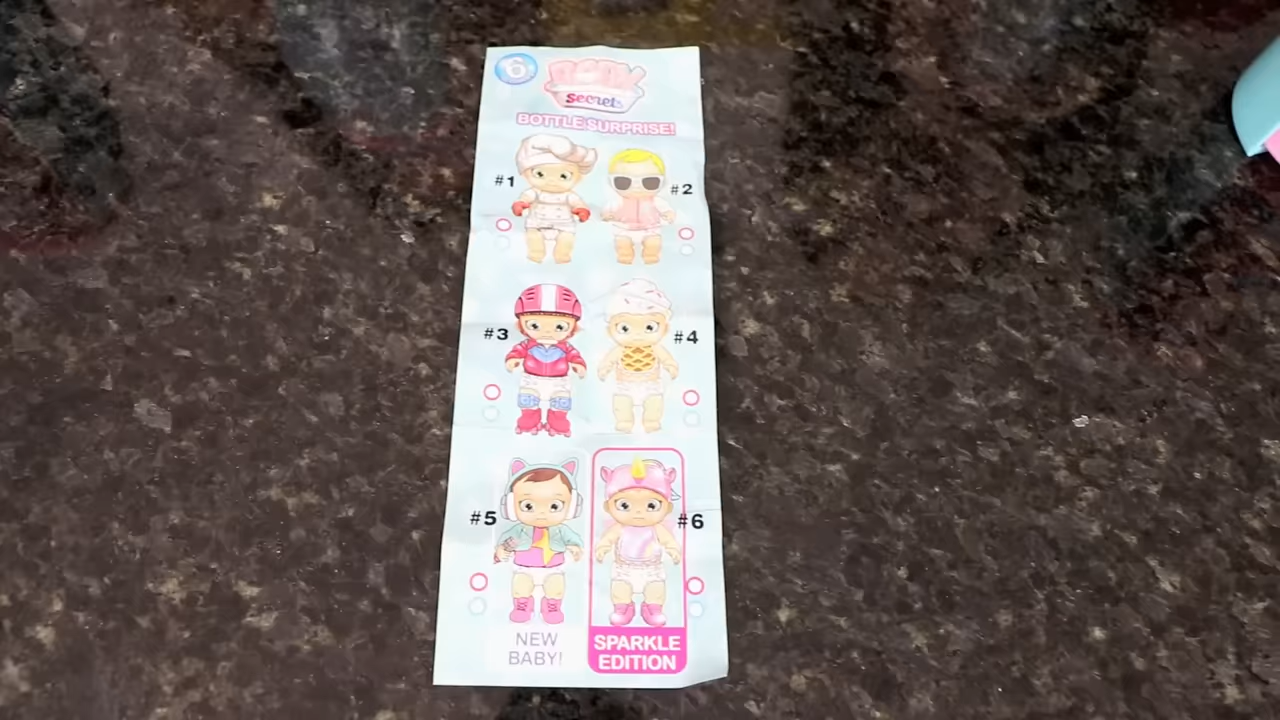 6
BABY
Secrets
BOTTLE SURPRISE!
#1
#2
#3
#4
#5
#6
NEW
BABY!
SPARKLE
EDITION